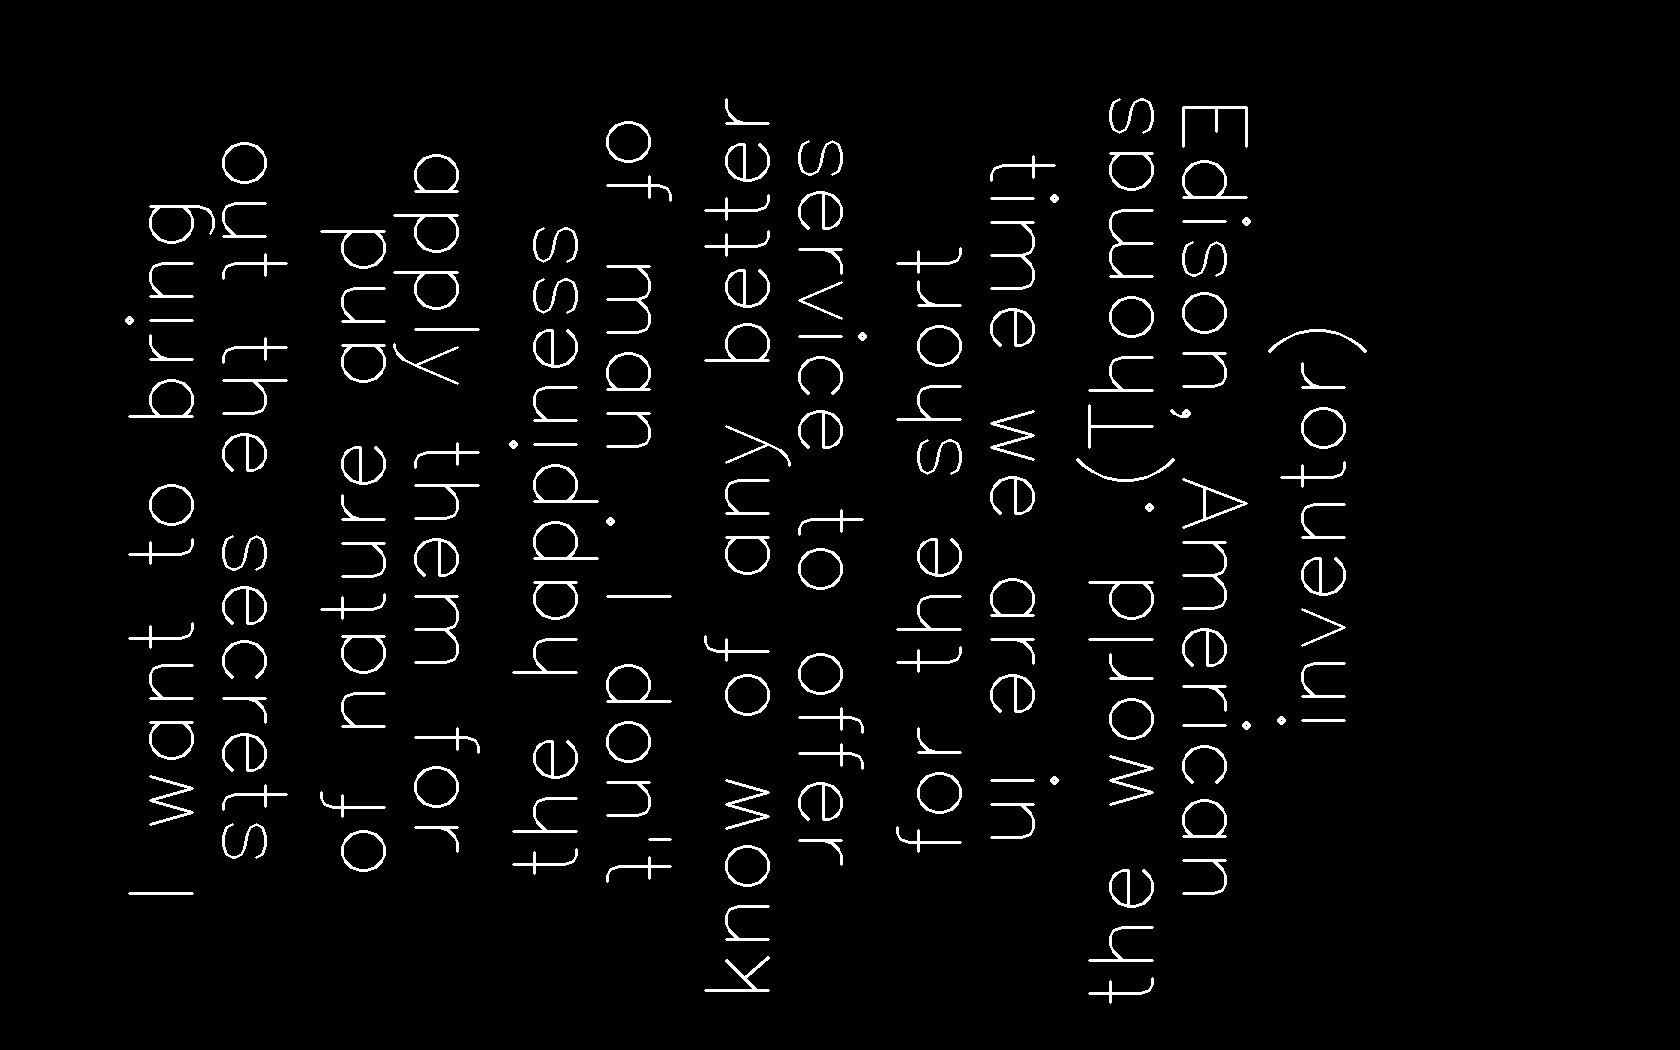 I want to bring
out the secrets
of nature and
apply them for
the happiness
of man. I don't
know of any better
service to offer
for the short
time we are in
the world. (Thomas
Edison, American
inventor)